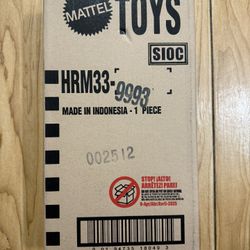 MATTEL
TOYS
SIOC
HRM33-9993
MADE IN INDONESIA - 1 PIECE
002512
STOP! ¡ALTO!
ARRÊTEZ! PARE!